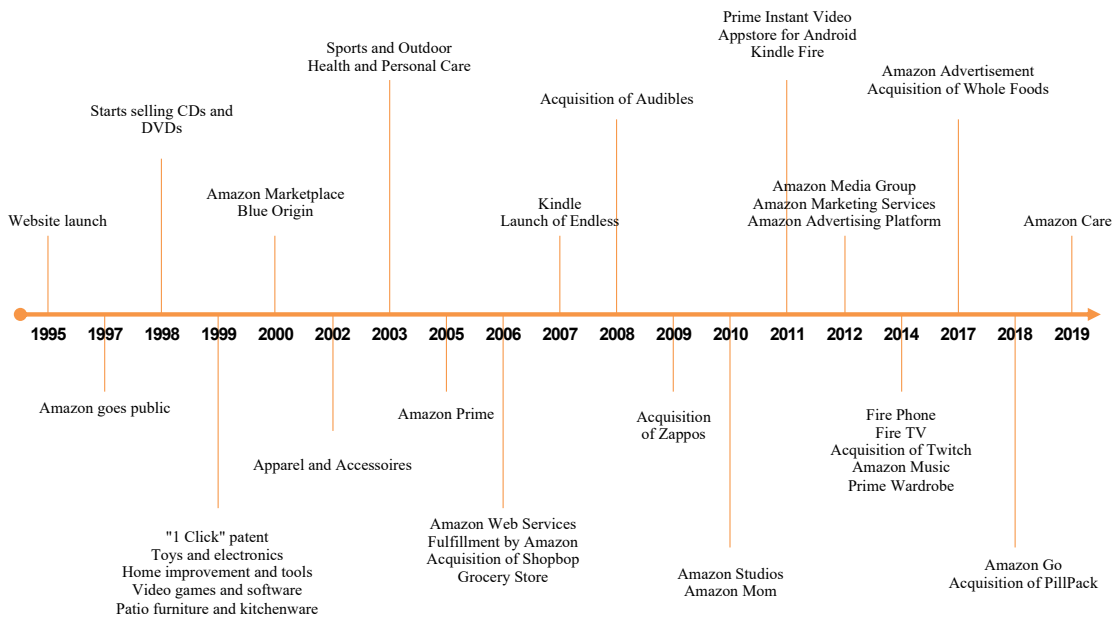 Prime Instant Video
Appstore for Android
Kindle Fire
Sports and Outdoor
Health and Personal Care
Amazon Advertisement
Acquisition of Whole Foods
Acquisition of Audibles
Starts selling CDs and
DVDs
Amazon Marketplace
Blue Origin
Kindle
Launch of Endless
Amazon Media Group
Amazon Marketing Services
Amazon Advertising Platform
Website launch
Amazon Care
1995 1997 1998 1999 2000 2002 2003 2005 2006 2007 2008 2009 2010 2011 2012 2014 2017 2018 2019
Amazon goes public
Amazon Prime
Acquisition
of Zappos
Fire Phone
Fire TV
Acquisition of Twitch
Amazon Music
Prime Wardrobe
Apparel and Accessoires
"1 Click" patent
Toys and electronics
Home improvement and tools
Video games and software
Patio furniture and kitchenware
Amazon Web Services
Fulfillment by Amazon
Acquisition of Shopbop
Grocery Store
Amazon Studios
Amazon Mom
Amazon Go
Acquisition of PillPack